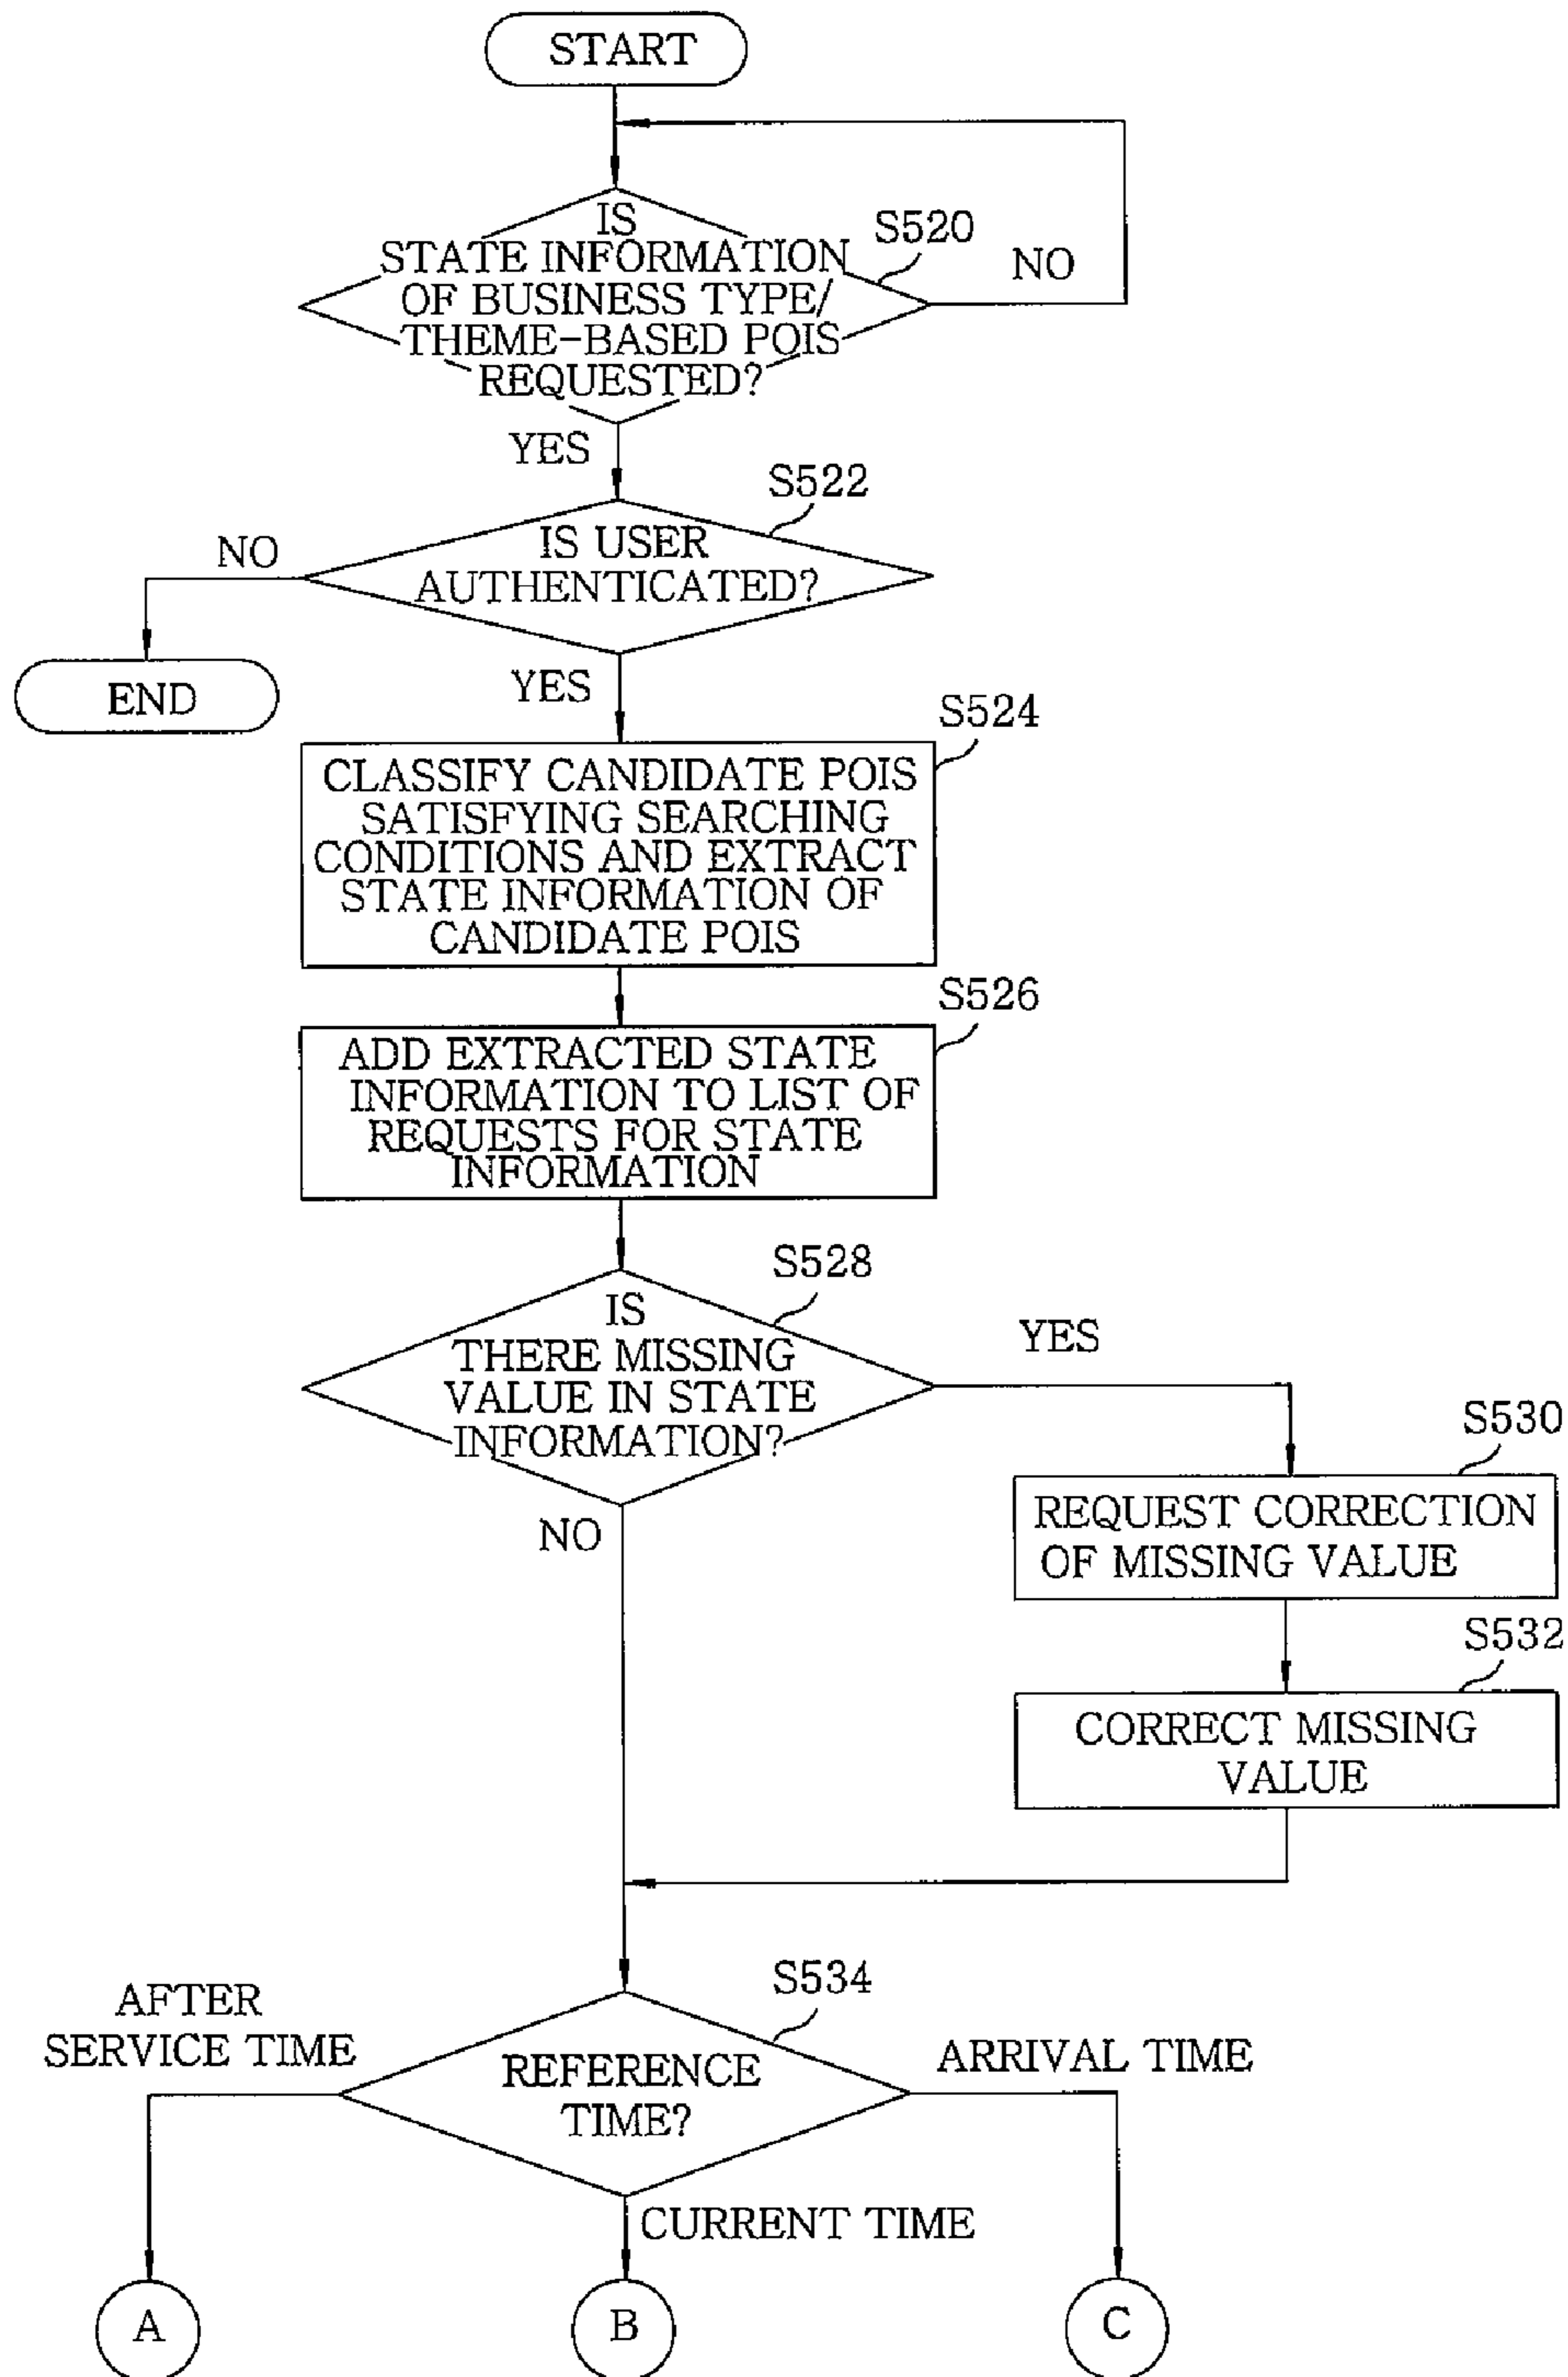 START
IS
STATE INFORMATION
OF BUSINESS TYPE/
THEME-BASED POIS
REQUESTED?
S520
NO
YES
S522
IS USER
AUTHENTICATED?
NO
END
YES
S524
CLASSIFY CANDIDATE POIS
SATISFYING SEARCHING
CONDITIONS AND EXTRACT
STATE INFORMATION OF
CANDIDATE POIS
S526
ADD EXTRACTED STATE
INFORMATION TO LIST OF
REQUESTS FOR STATE
INFORMATION
S528
IS
THERE MISSING
VALUE IN STATE
INFORMATION?
YES
NO
S530
REQUEST CORRECTION
OF MISSING VALUE
S532
CORRECT MISSING
VALUE
S534
REFERENCE
TIME?
AFTER
SERVICE TIME
ARRIVAL TIME
CURRENT TIME
A
B
C